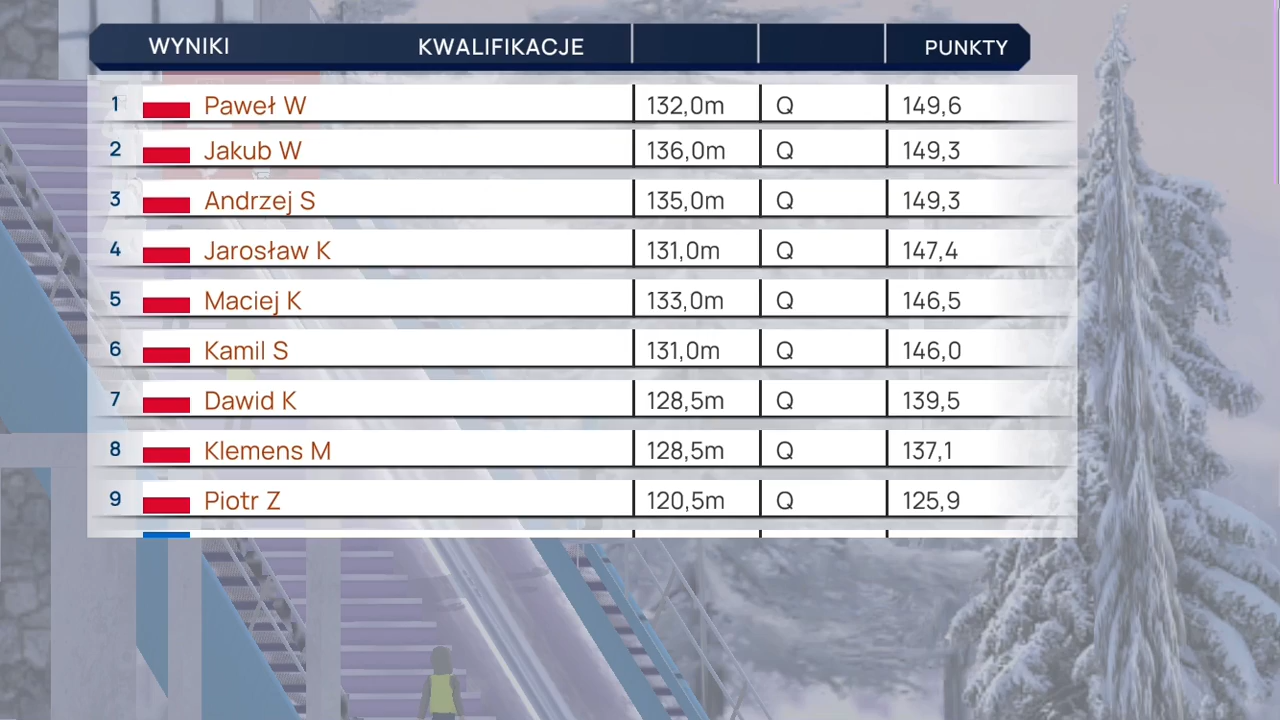 WYNIKI KWALIFIKACJE PUNKTY
1 Paweł W 132,0m Q 149,6
2 Jakub W 136,0m Q 149,3
3 Andrzej S 135,0m Q 149,3
4 Jarosław K 131,0m Q 147,4
5 Maciej K 133,0m Q 146,5
6 Kamil S 131,0m Q 146,0
7 Dawid K 128,5m Q 139,5
8 Klemens M 128,5m Q 137,1
9 Piotr Z 120,5m Q 125,9